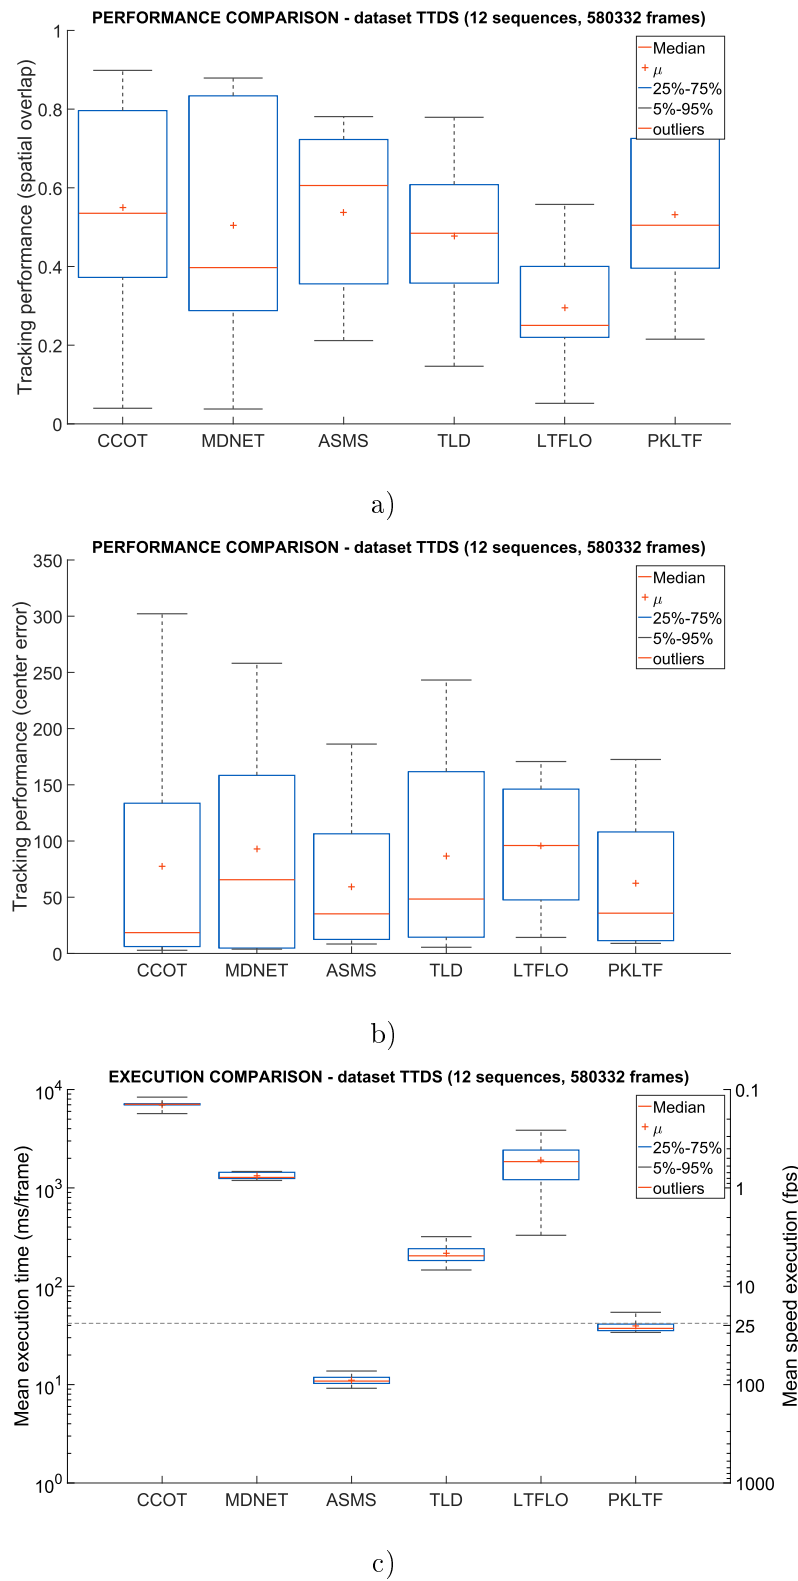 PERFORMANCE COMPARISON - dataset TTDS (12 sequences, 580332 frames)
Tracking performance (spatial overlap)
1
0.8
0.6
0.4
0.2
0
Median
μ
25%-75%
5%-95%
outliers
CCOT MDNET ASMS TLD LTFLO PKLTF
a)
PERFORMANCE COMPARISON - dataset TTDS (12 sequences, 580332 frames)
Tracking performance (center error)
350
300
250
200
150
100
50
0
Median
μ
25%-75%
5%-95%
outliers
CCOT MDNET ASMS TLD LTFLO PKLTF
b)
EXECUTION COMPARISON - dataset TTDS (12 sequences, 580332 frames)
Mean execution time (ms/frame)
10^4
10^3
10^2
10^1
10^0
Median
μ
25%-75%
5%-95%
outliers
0.1
1
10
25
100
1000
Mean speed execution (fps)
CCOT MDNET ASMS TLD LTFLO PKLTF
c)